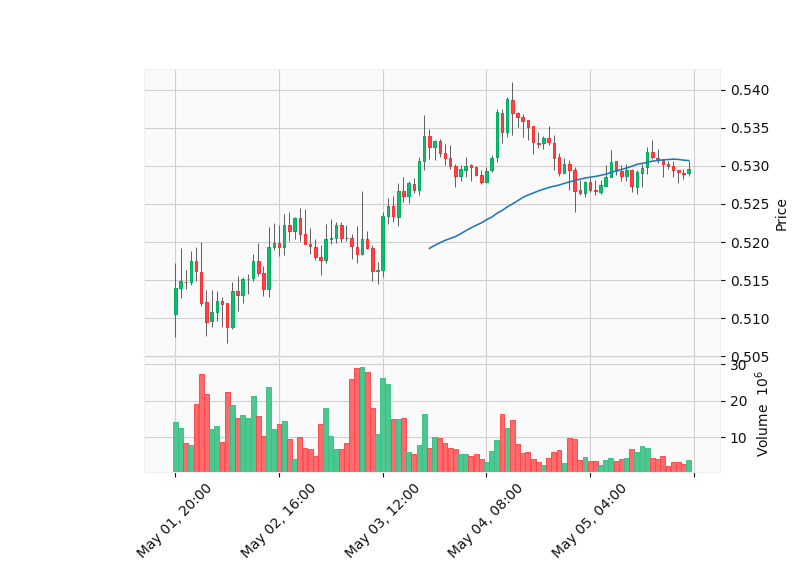 0.540
0.535
0.530
0.525
0.520
0.515
0.510
0.505
Price
30
20
10
Volume 10^6
May 01, 20:00
May 02, 16:00
May 03, 12:00
May 04, 08:00
May 05, 04:00